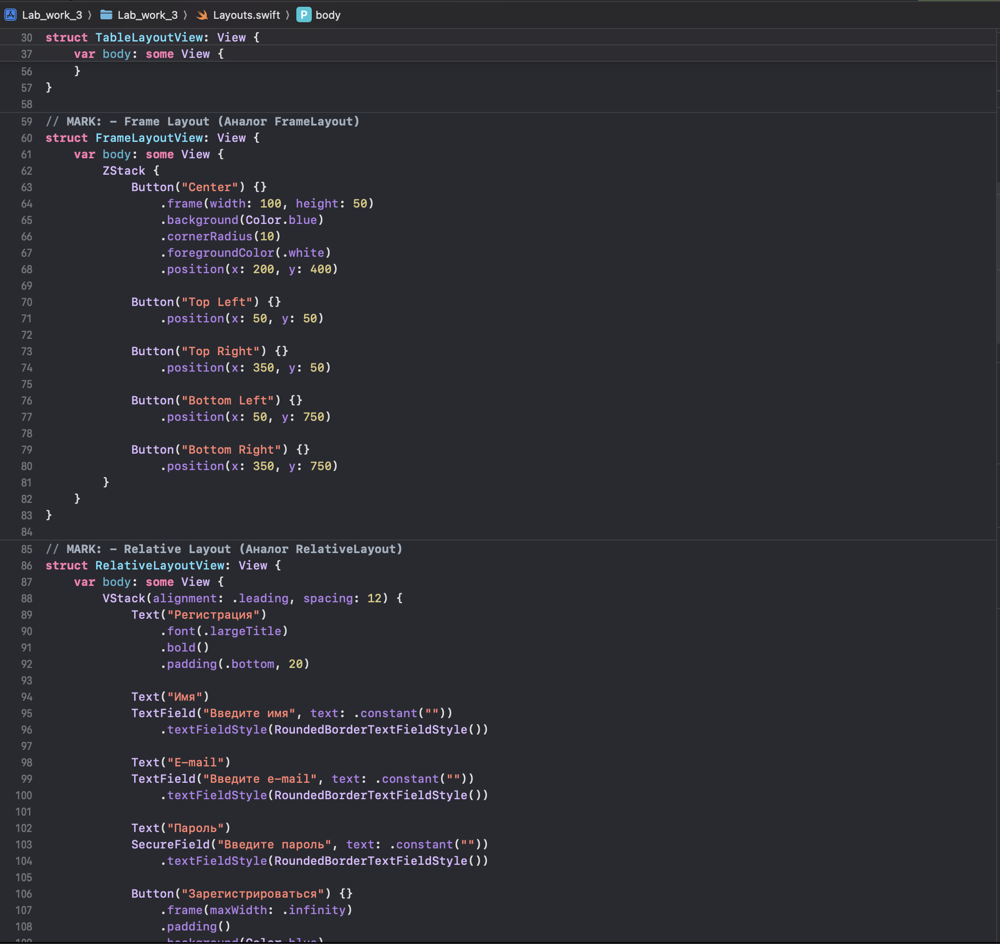 Lab_work_3 〉 Lab_work_3 〉 Layouts.swift 〉 P body
30 struct TableLayoutView: View {
37     var body: some View {
56     }
57 }
58
59 // MARK: - Frame Layout (Аналог FrameLayout)
60 struct FrameLayoutView: View {
61     var body: some View {
62         ZStack {
63             Button("Center") {}
64                 .frame(width: 100, height: 50)
65                 .background(Color.blue)
66                 .cornerRadius(10)
67                 .foregroundColor(.white)
68                 .position(x: 200, y: 400)
69
70             Button("Top Left") {}
71                 .position(x: 50, y: 50)
72
73             Button("Top Right") {}
74                 .position(x: 350, y: 50)
75
76             Button("Bottom Left") {}
77                 .position(x: 50, y: 750)
78
79             Button("Bottom Right") {}
80                 .position(x: 350, y: 750)
81         }
82     }
83 }
84
85 // MARK: - Relative Layout (Аналог RelativeLayout)
86 struct RelativeLayoutView: View {
87     var body: some View {
88         VStack(alignment: .leading, spacing: 12) {
89             Text("Регистрация")
90                 .font(.largeTitle)
91                 .bold()
92                 .padding(.bottom, 20)
93
94             Text("Имя")
95             TextField("Введите имя", text: .constant(""))
96                 .textFieldStyle(RoundedBorderTextFieldStyle())
97
98             Text("E-mail")
99             TextField("Введите e-mail", text: .constant(""))
100                 .textFieldStyle(RoundedBorderTextFieldStyle())
101
102             Text("Пароль")
103             SecureField("Введите пароль", text: .constant(""))
104                 .textFieldStyle(RoundedBorderTextFieldStyle())
105
106             Button("Зарегистрироваться") {}
107                 .frame(maxWidth: .infinity)
108                 .padding()
109                 .background(Color.blue)